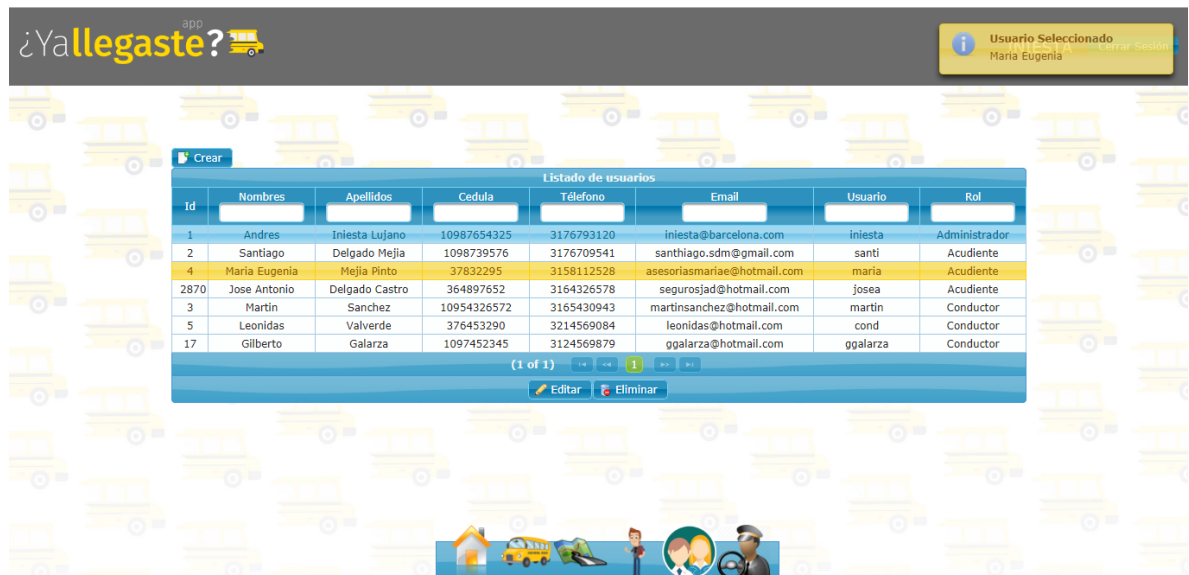 app
¿Yallegaste?
Usuario Seleccionado
Maria Eugenia
INIESTA
Cerrar Sesión
Crear
Listado de usuarios
Id Nombres Apellidos Cedula Télefono Email Usuario Rol
1 Andres Iniesta Lujano 10987654325 3176793120 iniesta@barcelona.com iniesta Administrador
2 Santiago Delgado Mejia 1098739576 3176709541 santhiago.sdm@gmail.com santi Acudiente
4 Maria Eugenia Mejia Pinto 37832295 3158112528 asesoriasmariae@hotmail.com maria Acudiente
2870 Jose Antonio Delgado Castro 364897652 3164326578 segurosjad@hotmail.com josea Acudiente
3 Martin Sanchez 10954326572 3165430943 martinsanchez@hotmail.com martin Conductor
5 Leonidas Valverde 376453290 3214569084 leonidas@hotmail.com cond Conductor
17 Gilberto Galarza 1097452345 3124569879 ggalarza@hotmail.com ggalarza Conductor
(1 of 1) 1
Editar Eliminar